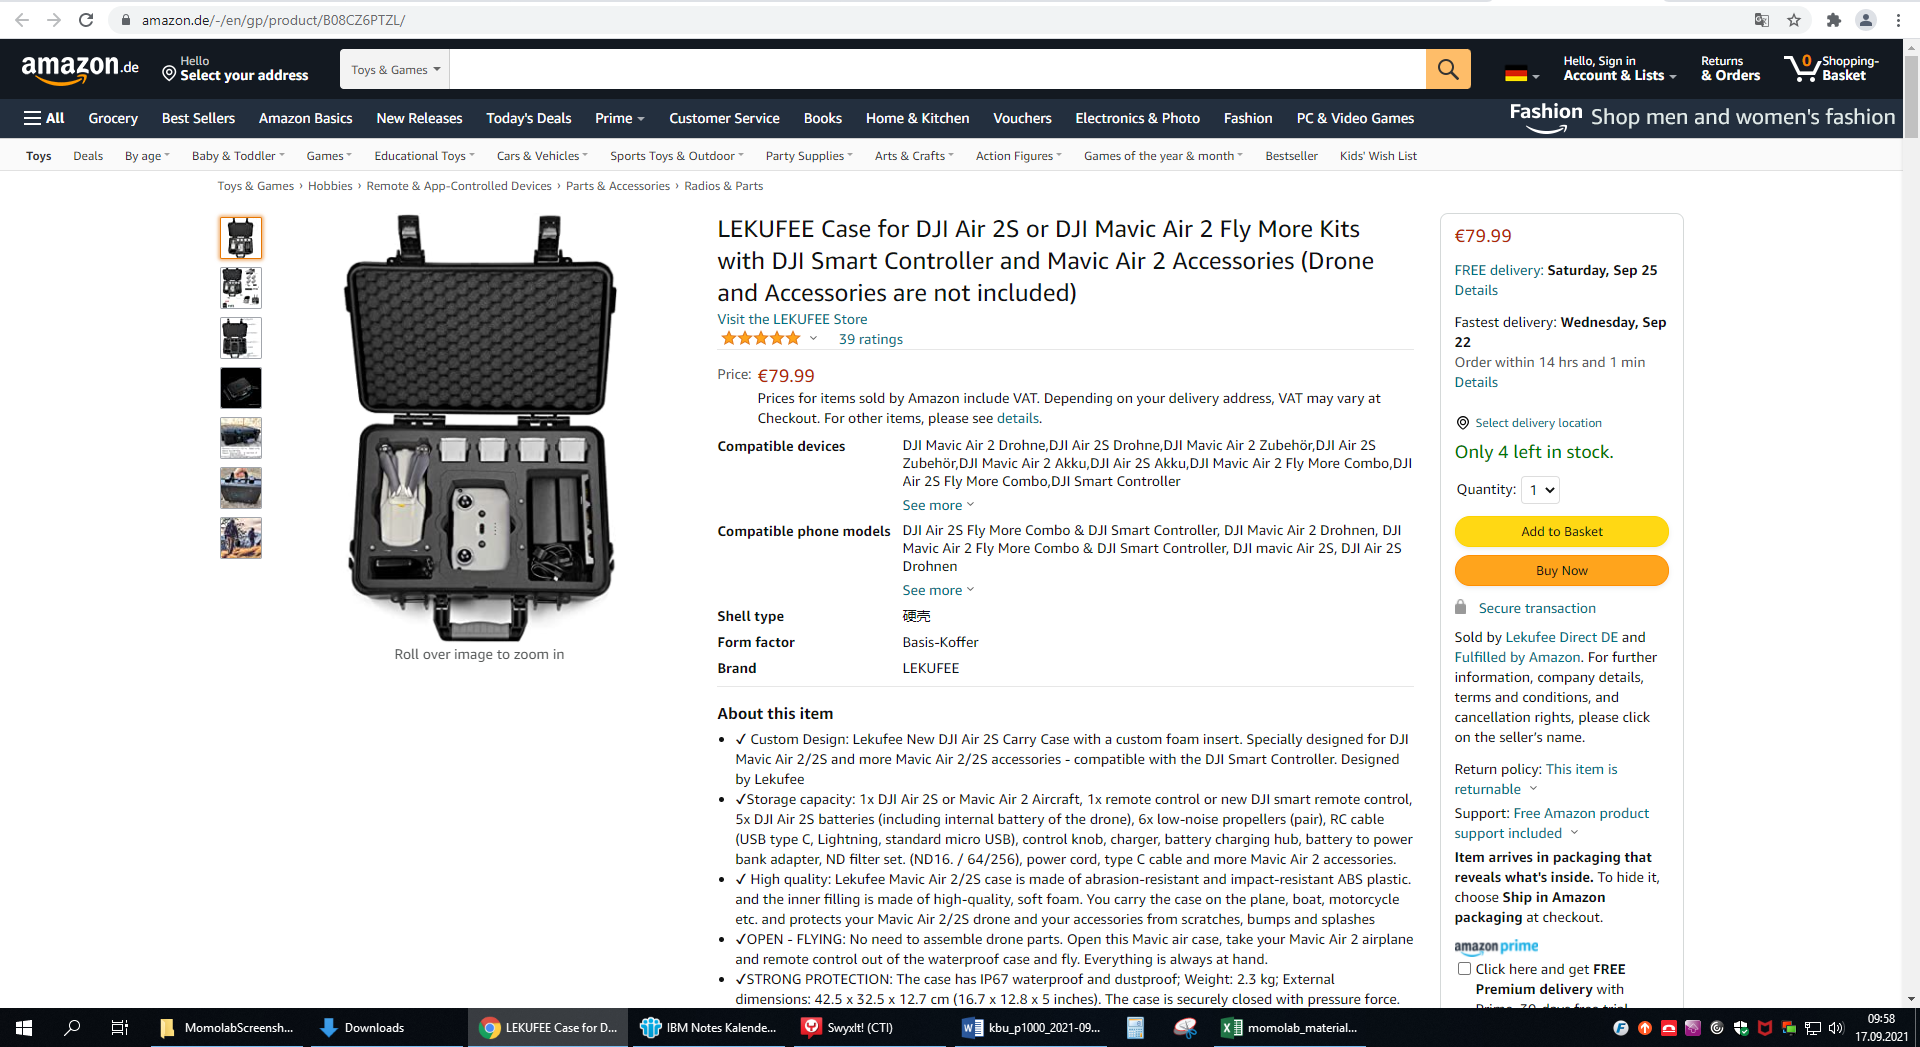 amazon.de/-/en/gp/product/B08CZ6PTZL/
amazon.de
Hello
Select your address
Toys & Games
Hello, Sign in
Account & Lists
Returns
& Orders
0
Shopping-
Basket
All
Grocery
Best Sellers
Amazon Basics
New Releases
Today's Deals
Prime
Customer Service
Books
Home & Kitchen
Vouchers
Electronics & Photo
Fashion
PC & Video Games
Fashion Shop men and women's fashion
Toys
Deals
By age
Baby & Toddler
Games
Educational Toys
Cars & Vehicles
Sports Toys & Outdoor
Party Supplies
Arts & Crafts
Action Figures
Games of the year & month
Bestseller
Kids' Wish List
Toys & Games › Hobbies › Remote & App-Controlled Devices › Parts & Accessories › Radios & Parts
Roll over image to zoom in
LEKUFEE Case for DJI Air 2S or DJI Mavic Air 2 Fly More Kits
with DJI Smart Controller and Mavic Air 2 Accessories (Drone
and Accessories are not included)
Visit the LEKUFEE Store
39 ratings
Price: €79.99
Prices for items sold by Amazon include VAT. Depending on your delivery address, VAT may vary at
Checkout. For other items, please see details.
Compatible devices
DJI Mavic Air 2 Drohne,DJI Air 2S Drohne,DJI Mavic Air 2 Zubehör,DJI Air 2S
Zubehör,DJI Mavic Air 2 Akku,DJI Air 2S Akku,DJI Mavic Air 2 Fly More Combo,DJI
Air 2S Fly More Combo,DJI Smart Controller
See more
Compatible phone models
DJI Air 2S Fly More Combo & DJI Smart Controller, DJI Mavic Air 2 Drohnen, DJI
Mavic Air 2 Fly More Combo & DJI Smart Controller, DJI mavic Air 2S, DJI Air 2S
Drohnen
See more
Shell type
硬壳
Form factor
Basis-Koffer
Brand
LEKUFEE
About this item
✓ Custom Design: Lekufee New DJI Air 2S Carry Case with a custom foam insert. Specially designed for DJI
Mavic Air 2/2S and more Mavic Air 2/2S accessories - compatible with the DJI Smart Controller. Designed
by Lekufee
✓Storage capacity: 1x DJI Air 2S or Mavic Air 2 Aircraft, 1x remote control or new DJI smart remote control,
5x DJI Air 2S batteries (including internal battery of the drone), 6x low-noise propellers (pair), RC cable
(USB type C, Lightning, standard micro USB), control knob, charger, battery charging hub, battery to power
bank adapter, ND filter set. (ND16. / 64/256), power cord, type C cable and more Mavic Air 2 accessories.
✓ High quality: Lekufee Mavic Air 2/2S case is made of abrasion-resistant and impact-resistant ABS plastic.
and the inner filling is made of high-quality, soft foam. You carry the case on the plane, boat, motorcycle
etc. and protects your Mavic Air 2/2S drone and your accessories from scratches, bumps and splashes
✓OPEN - FLYING: No need to assemble drone parts. Open this Mavic air case, take your Mavic Air 2 airplane
and remote control out of the waterproof case and fly. Everything is always at hand.
✓STRONG PROTECTION: The case has IP67 waterproof and dustproof; Weight: 2.3 kg; External
dimensions: 42.5 x 32.5 x 12.7 cm (16.7 x 12.8 x 5 inches). The case is securely closed with pressure force.
€79.99
FREE delivery: Saturday, Sep 25
Details
Fastest delivery: Wednesday, Sep
22
Order within 14 hrs and 1 min
Details
Select delivery location
Only 4 left in stock.
Quantity: 1
Add to Basket
Buy Now
Secure transaction
Sold by Lekufee Direct DE and
Fulfilled by Amazon. For further
information, company details,
terms and conditions, and
cancellation rights, please click
on the seller's name.
Return policy: This item is
returnable
Support: Free Amazon product
support included
Item arrives in packaging that
reveals what's inside. To hide it,
choose Ship in Amazon
packaging at checkout.
amazon prime
Click here and get FREE
Premium delivery with
Prime. 30-days free trial
MomolabScreensh...
Downloads
LEKUFEE Case for D...
IBM Notes Kalende...
SwyxIt! (CTI)
kbu_p1000_2021-09...
momolab_material...
09:58
17.09.2021